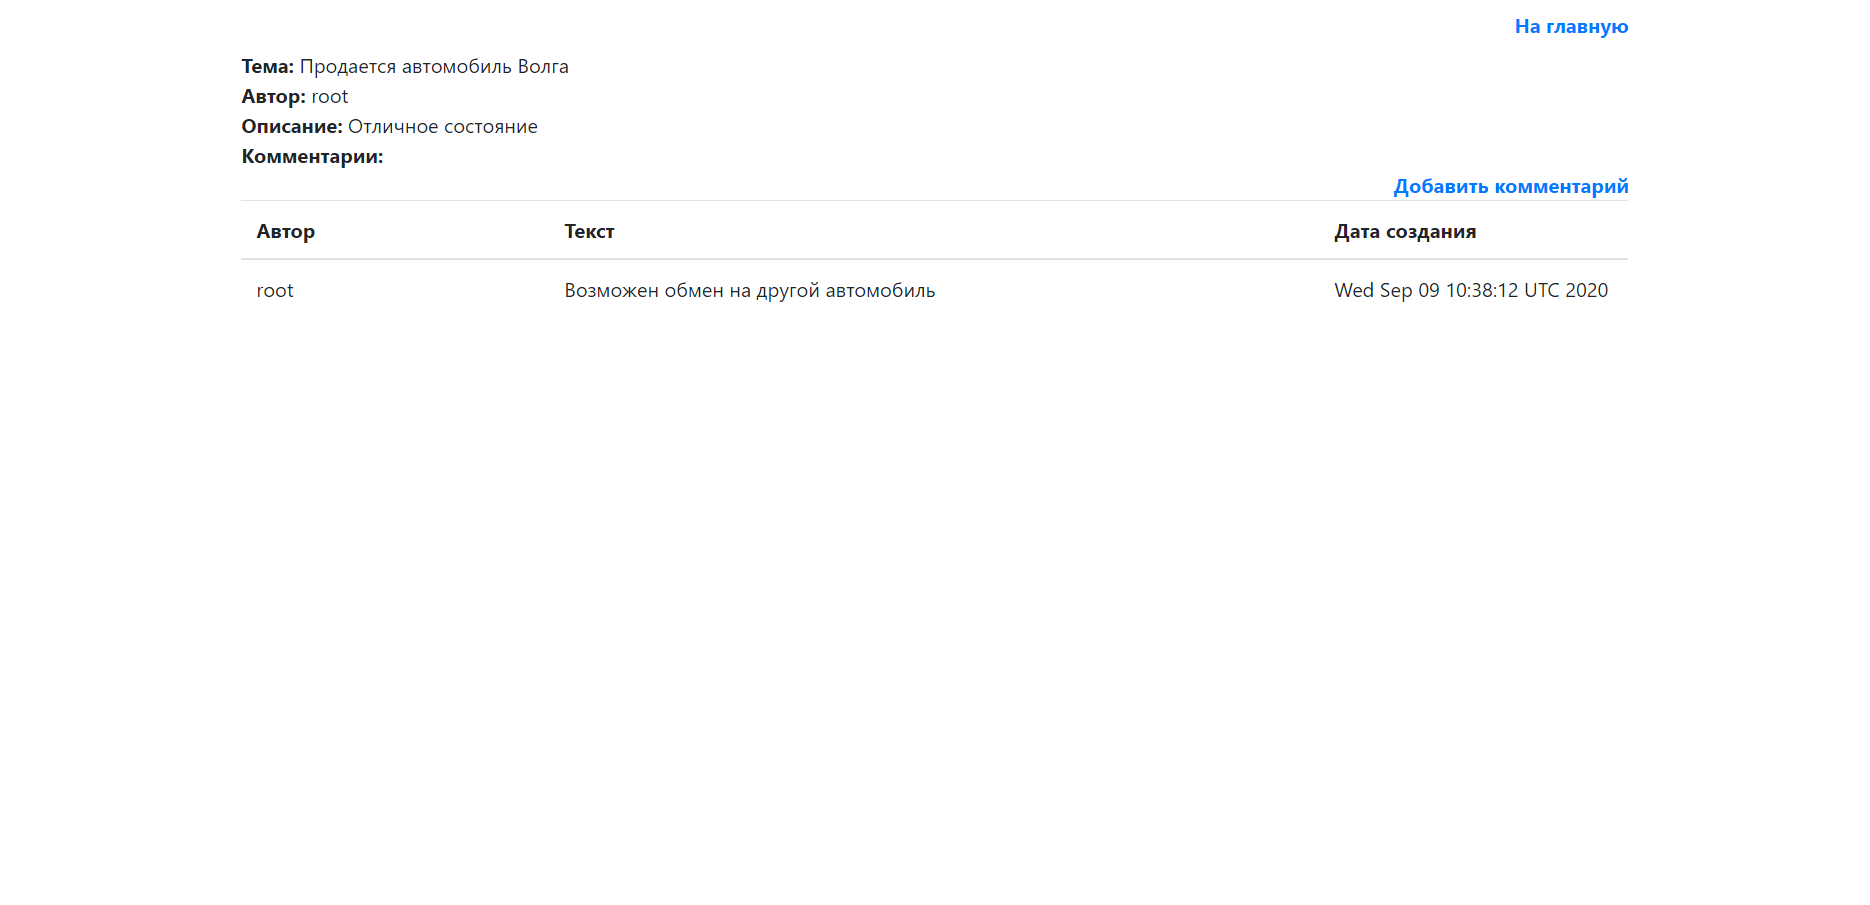 На главную
Тема: Продается автомобиль Волга
Автор: root
Описание: Отличное состояние
Комментарии:
Добавить комментарий
Автор Текст Дата создания
root Возможен обмен на другой автомобиль Wed Sep 09 10:38:12 UTC 2020